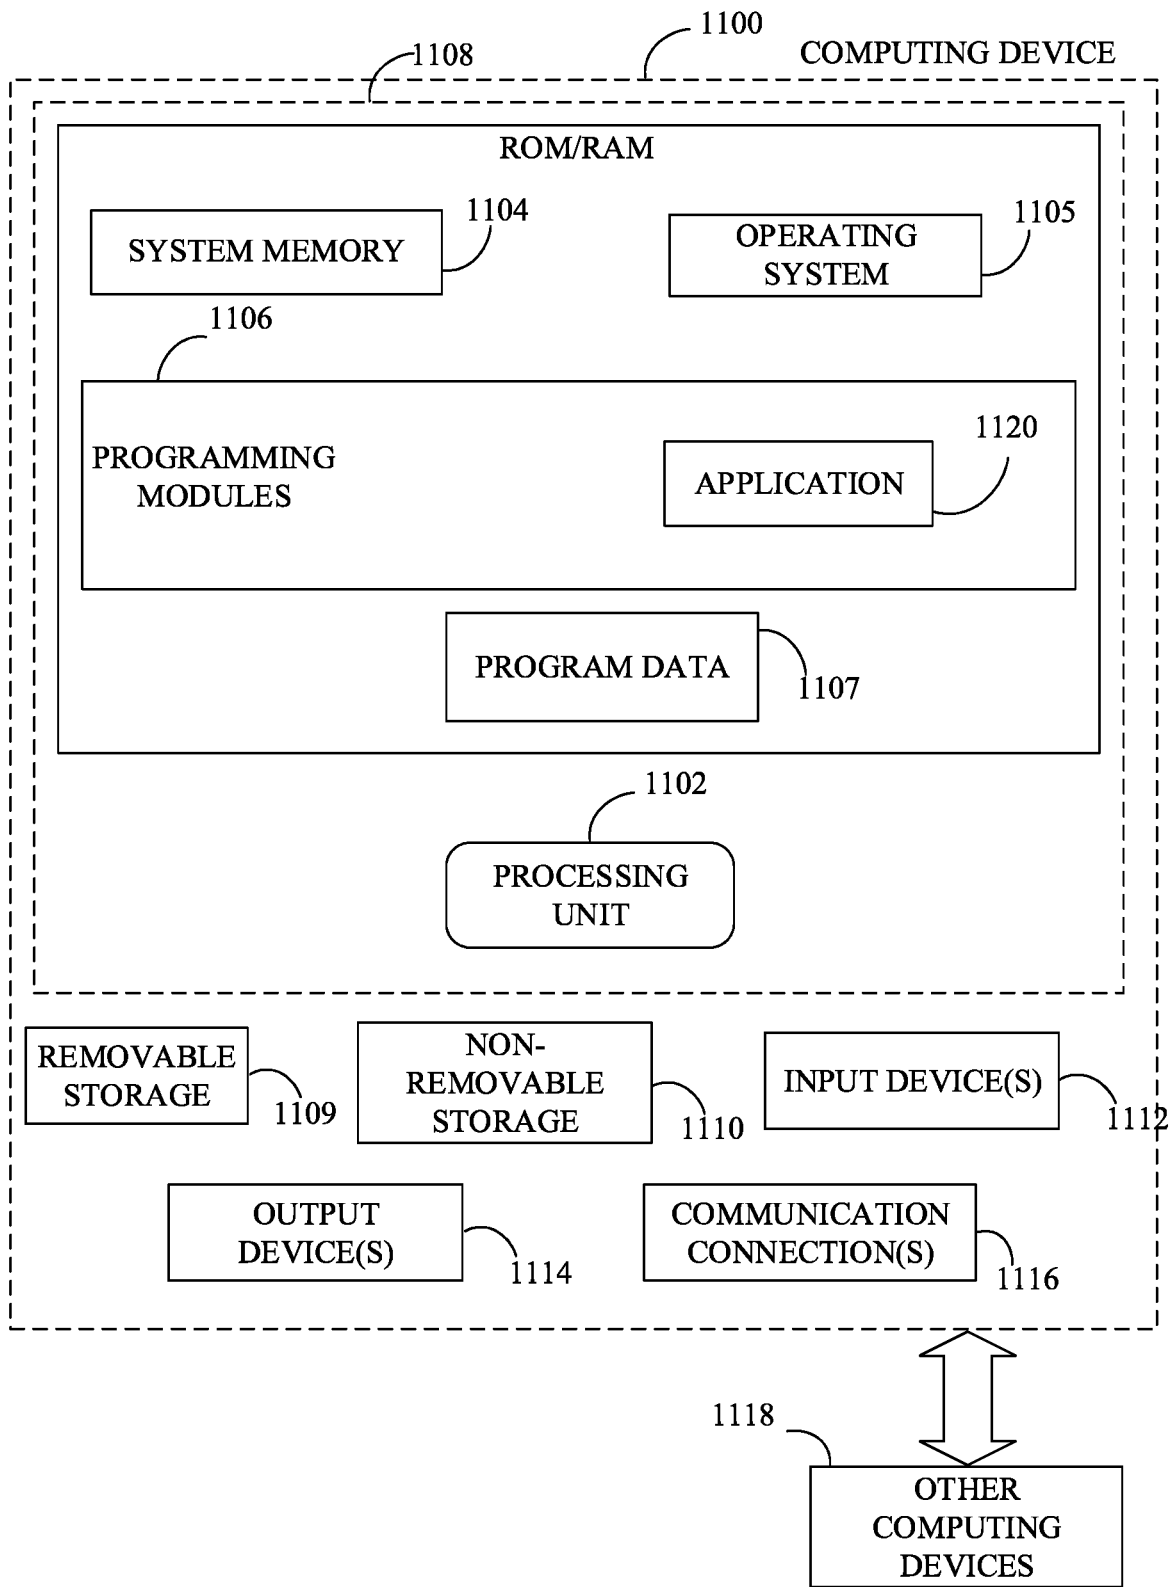 1100
COMPUTING DEVICE
1108
ROM/RAM
1104
SYSTEM MEMORY
1105
OPERATING
SYSTEM
1106
PROGRAMMING
MODULES
1120
APPLICATION
PROGRAM DATA
1107
1102
PROCESSING
UNIT
REMOVABLE
STORAGE
1109
NON-
REMOVABLE
STORAGE
1110
INPUT DEVICE(S)
1112
OUTPUT
DEVICE(S)
1114
COMMUNICATION
CONNECTION(S)
1116
1118
OTHER
COMPUTING
DEVICES